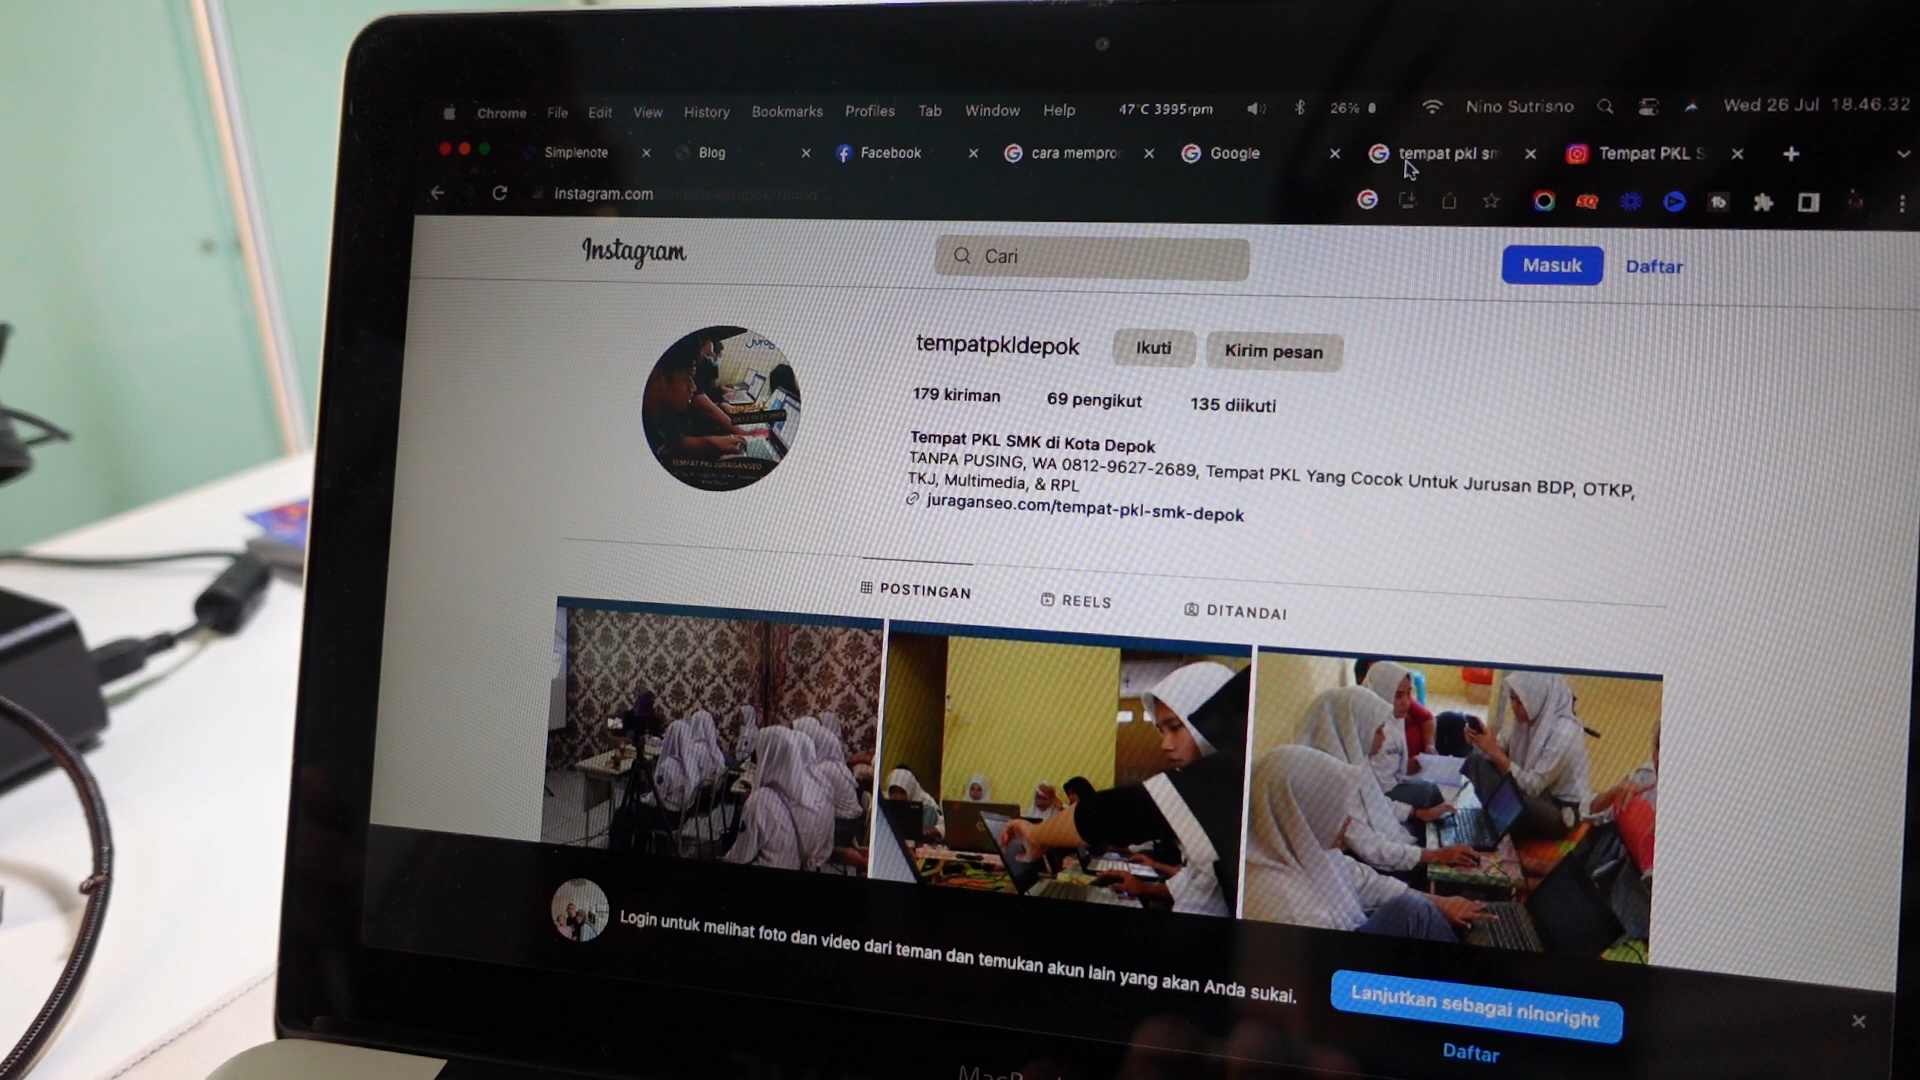 Chrome File Edit View History Bookmarks Profiles Tab Window Help 47°C 3995rpm 26% Nino Sutrisno Wed 26 Jul 18.46.32
Simplenote Blog Facebook cara mempro Google tempat pkl sm Tempat PKL S
instagram.com
Instagram Cari Masuk Daftar
tempatpkldepok Ikuti Kirim pesan
179 kiriman 69 pengikut 135 diikuti
Tempat PKL SMK di Kota Depok
TANPA PUSING, WA 0812-9627-2689, Tempat PKL Yang Cocok Untuk Jurusan BDP, OTKP,
TKJ, Multimedia, & RPL
juraganseo.com/tempat-pkl-smk-depok
TEMPAT PKL JURAGANSEO
POSTINGAN REELS DITANDAI
Login untuk melihat foto dan video dari teman dan temukan akun lain yang akan Anda sukai.
Lanjutkan sebagai ninoright
Daftar